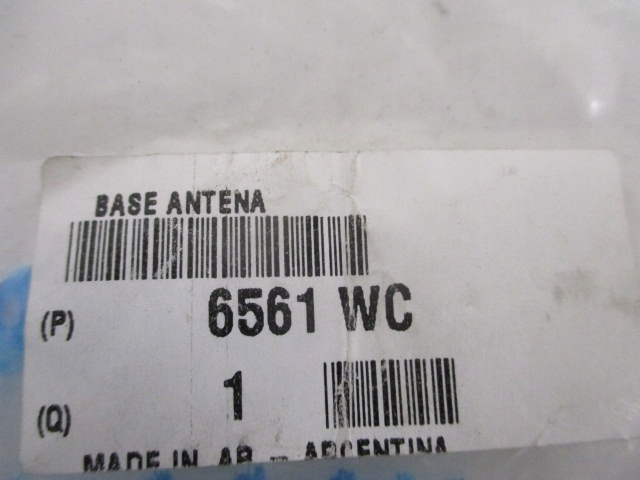 BASE ANTENA
(P) 6561 WC
(Q) 1
MADE IN AR - ARGENTINA